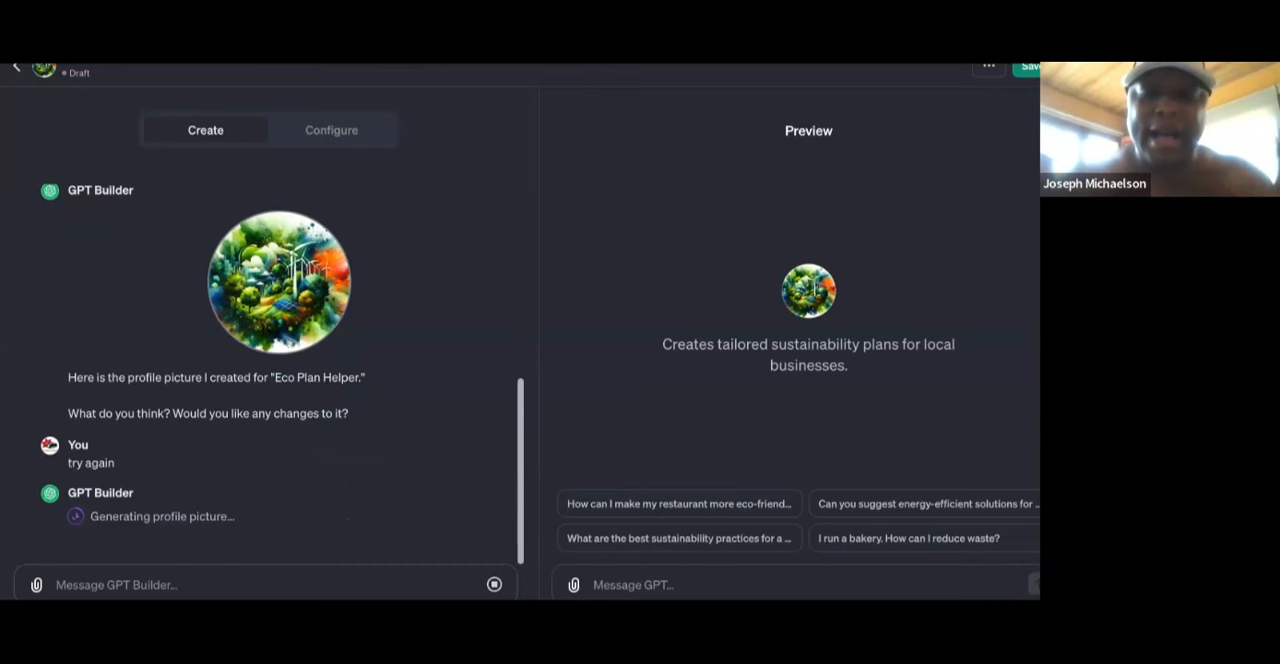 Draft
Save
Create
Configure
Preview
GPT Builder
Here is the profile picture I created for "Eco Plan Helper."
What do you think? Would you like any changes to it?
You
try again
GPT Builder
Generating profile picture...
Message GPT Builder...
Creates tailored sustainability plans for local
businesses.
How can I make my restaurant more eco-friend...
Can you suggest energy-efficient solutions for ...
What are the best sustainability practices for a ...
I run a bakery. How can I reduce waste?
Message GPT...
Joseph Michaelson